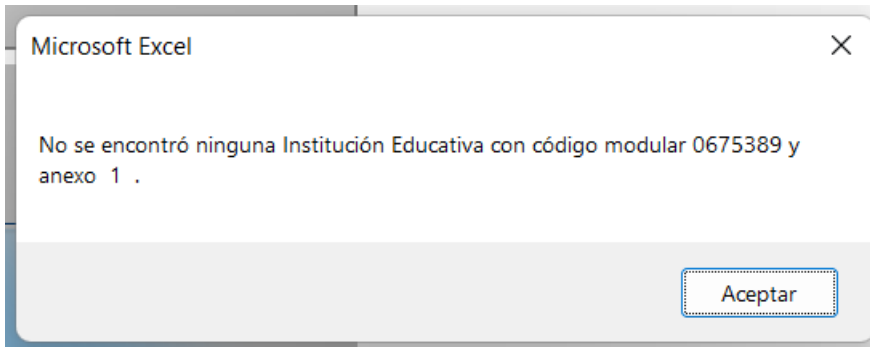 Microsoft Excel
No se encontró ninguna Institución Educativa con código modular 0675389 y
anexo  1  .
Aceptar